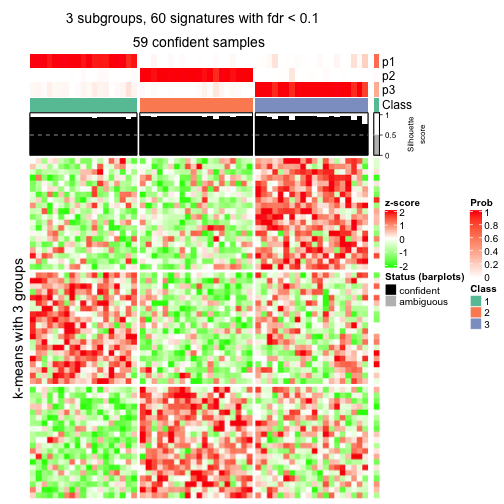 3 subgroups, 60 signatures with fdr < 0.1
59 confident samples
p1
p2
p3
Class
1
0.5
0
Silhouette
score
k-means with 3 groups
z-score
2
1
0
-1
-2
Status (barplots)
confident
ambiguous
Prob
1
0.8
0.6
0.4
0.2
0
Class
1
2
3